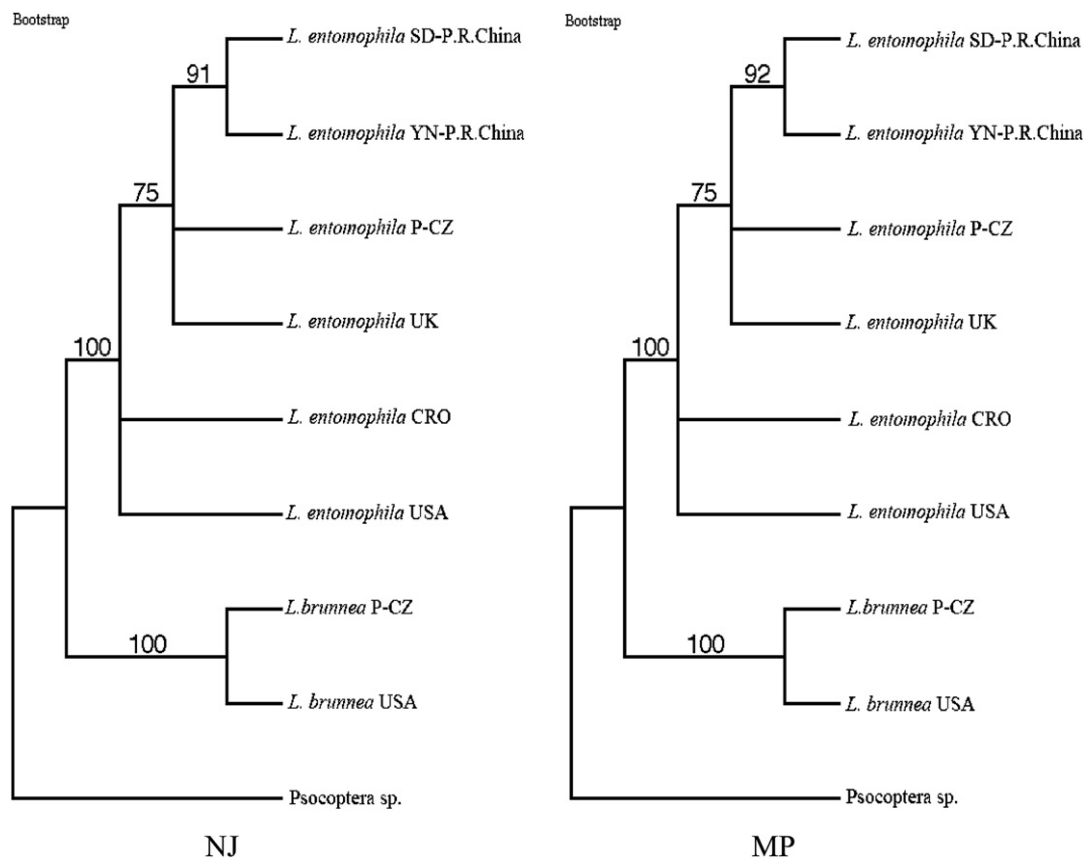 Bootstrap
L. entomophila SD-P.R.China
91
L. entomophila YN-P.R.China
75
L. entomophila P-CZ
L. entomophila UK
100
L. entomophila CRO
L. entomophila USA
L.brunnea P-CZ
100
L. brunnea USA
Psocoptera sp.
NJ
Bootstrap
L. entomophila SD-P.R.China
92
L. entomophila YN-P.R.China
75
L. entomophila P-CZ
L. entomophila UK
100
L. entomophila CRO
L. entomophila USA
L.brunnea P-CZ
100
L. brunnea USA
Psocoptera sp.
MP